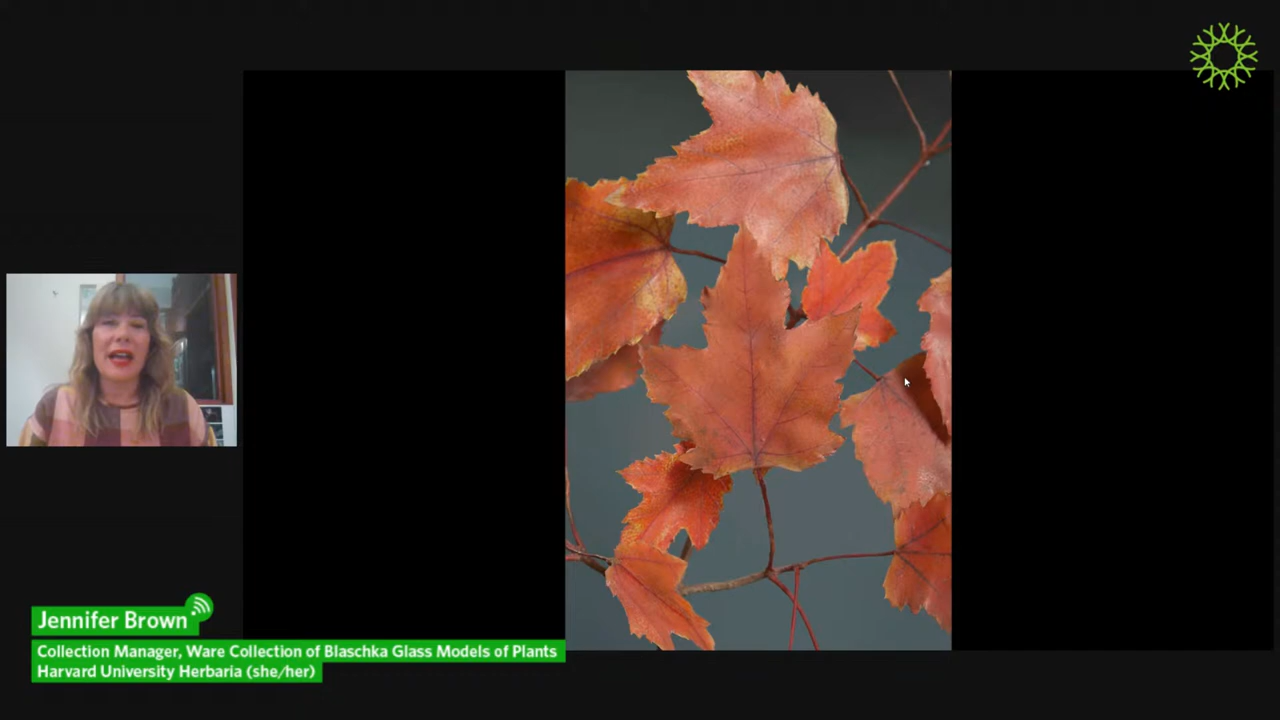 Jennifer Brown
Collection Manager, Ware Collection of Blaschka Glass Models of Plants
Harvard University Herbaria (she/her)